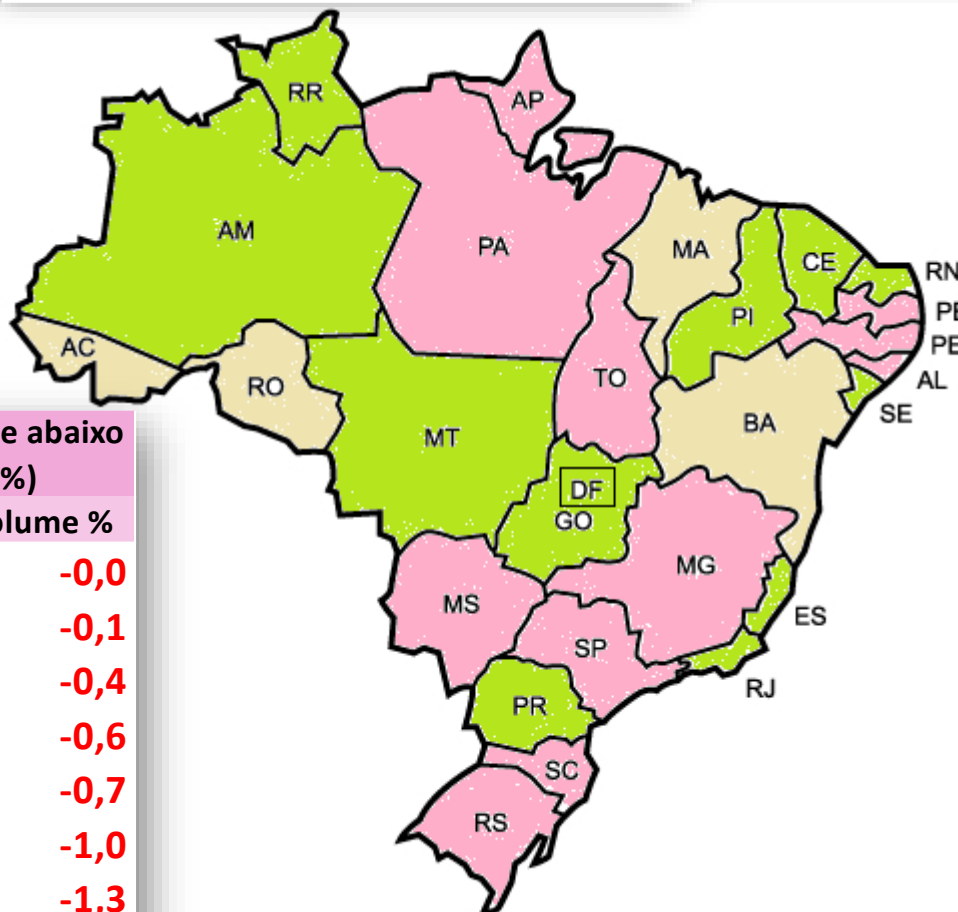 RR
AP
AM
PA
MA
CE
RN
PI
PE
AC
RO
TO
AL
SE
MT
BA
DF
GO
MG
MS
ES
SP
RJ
PR
SC
RS
e abaixo
%)
olume %
-0,0
-0,1
-0,4
-0,6
-0,7
-1,0
-1,3